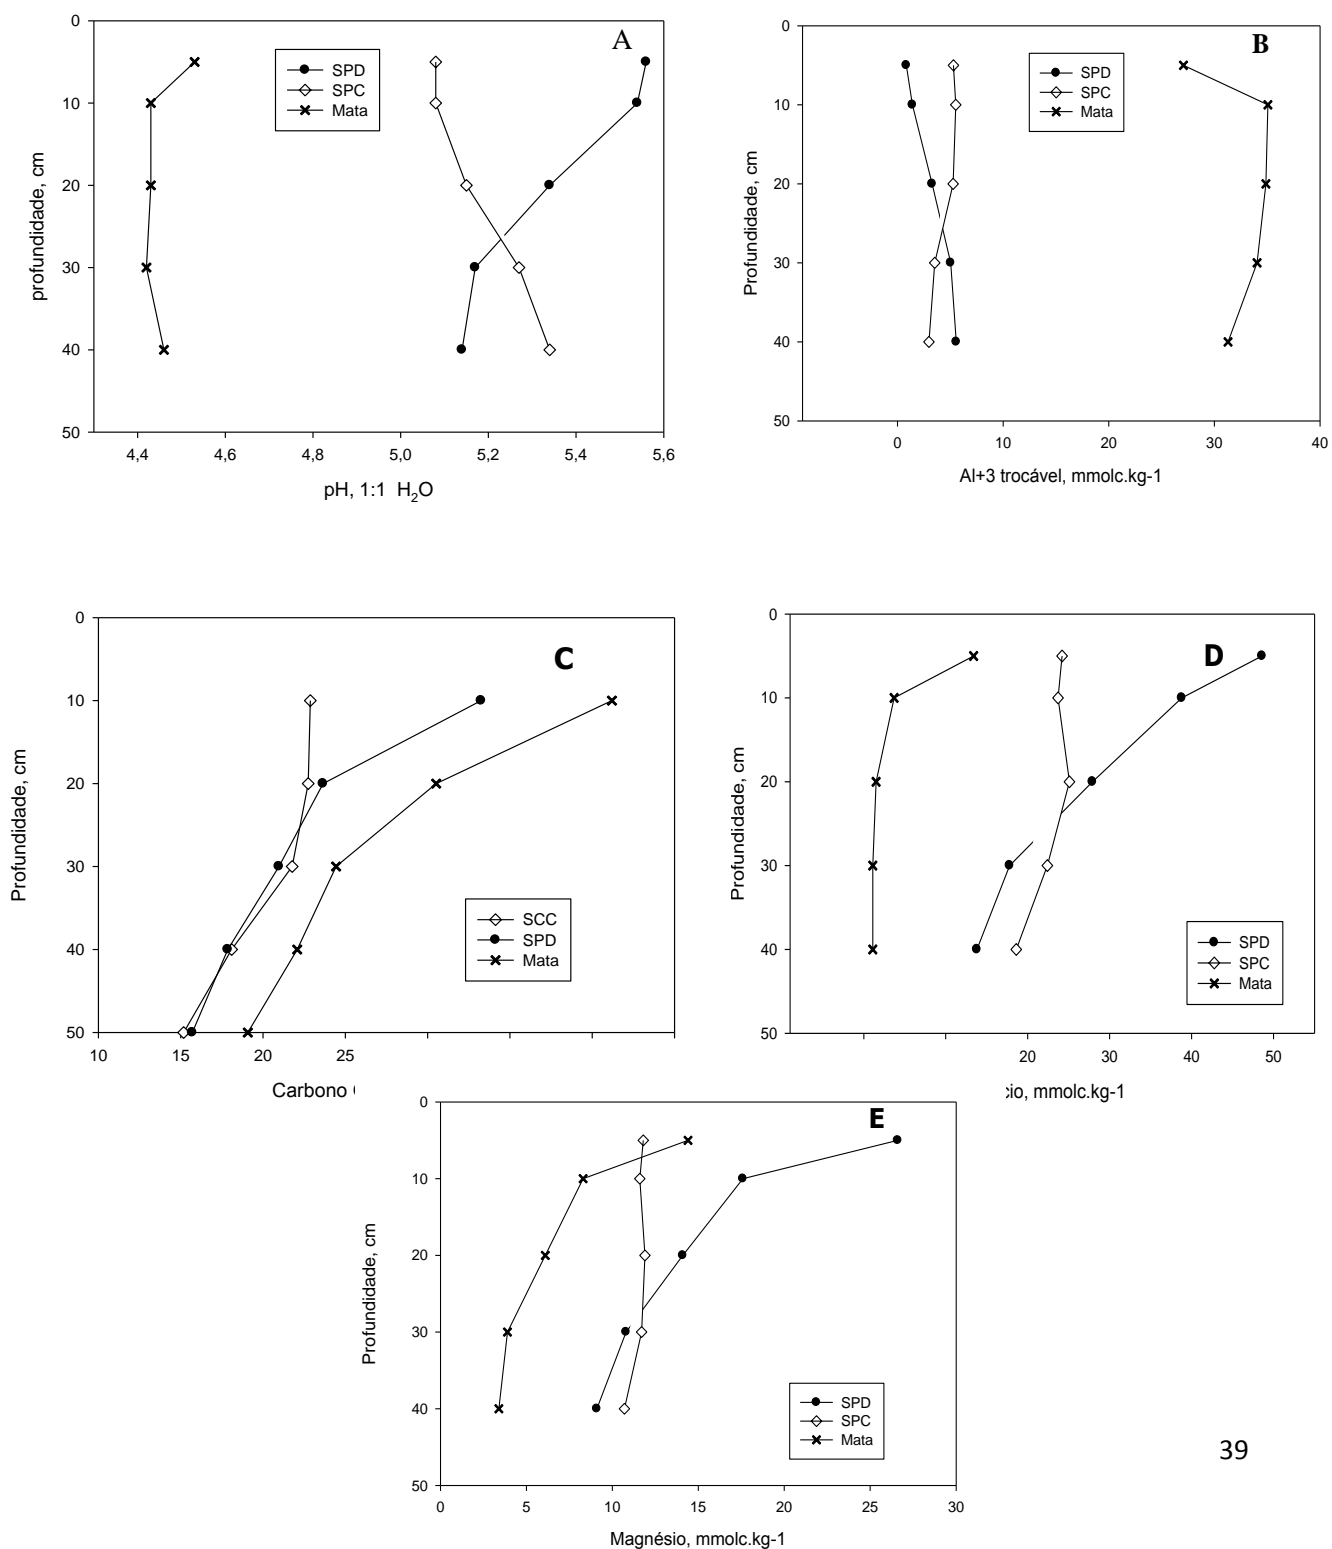 A
0
10
20
30
40
50
profundidade, cm
SPD
SPC
Mata
4,4 4,6 4,8 5,0 5,2 5,4 5,6
pH, 1:1 H₂O
B
0
10
20
30
40
50
Profundidade, cm
SPD
SPC
Mata
0 10 20 30 40
Al+3 trocável, mmolc.kg-1
C
0
10
20
30
40
50
Profundidade, cm
SCC
SPD
Mata
10 15 20 25
Carbono
D
0
10
20
30
40
50
Profundidade, cm
SPD
SPC
Mata
20 30 40 50
cio, mmolc.kg-1
E
0
10
20
30
40
50
Profundidade, cm
SPD
SPC
Mata
0 5 10 15 20 25 30
Magnésio, mmolc.kg-1
39